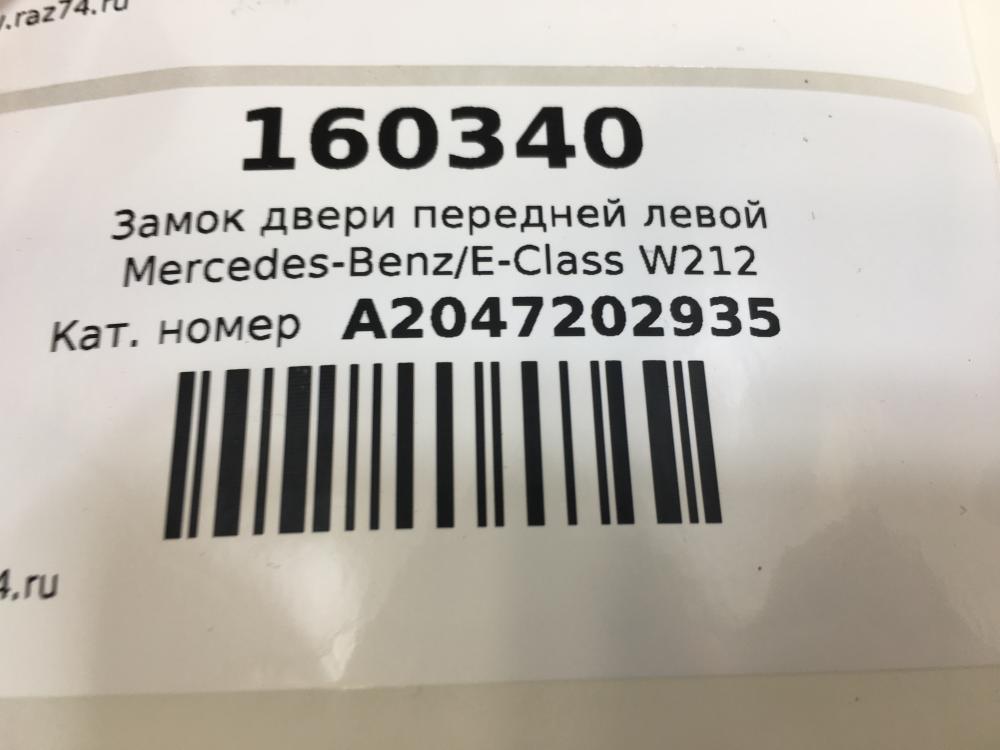 .raz74.ru
160340
Замок двери передней левой
Mercedes-Benz/E-Class W212
Кат. номер A2047202935
4.ru